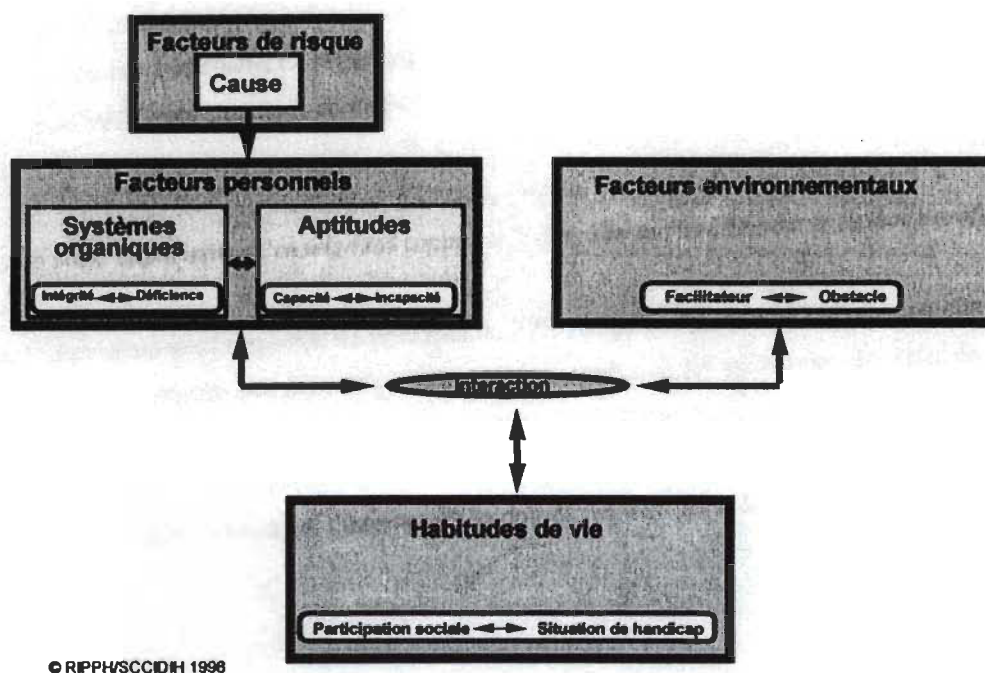 Facteurs de risque
Cause
Facteurs personnels
Systèmes
organiques
Intégrité Déficience
Aptitudes
Capacité Incapacité
Facteurs environnementaux
Facilitateur Obstacle
Interaction
Habitudes de vie
Participation sociale Situation de handicap
© RIPPH/SCCIDIH 1998